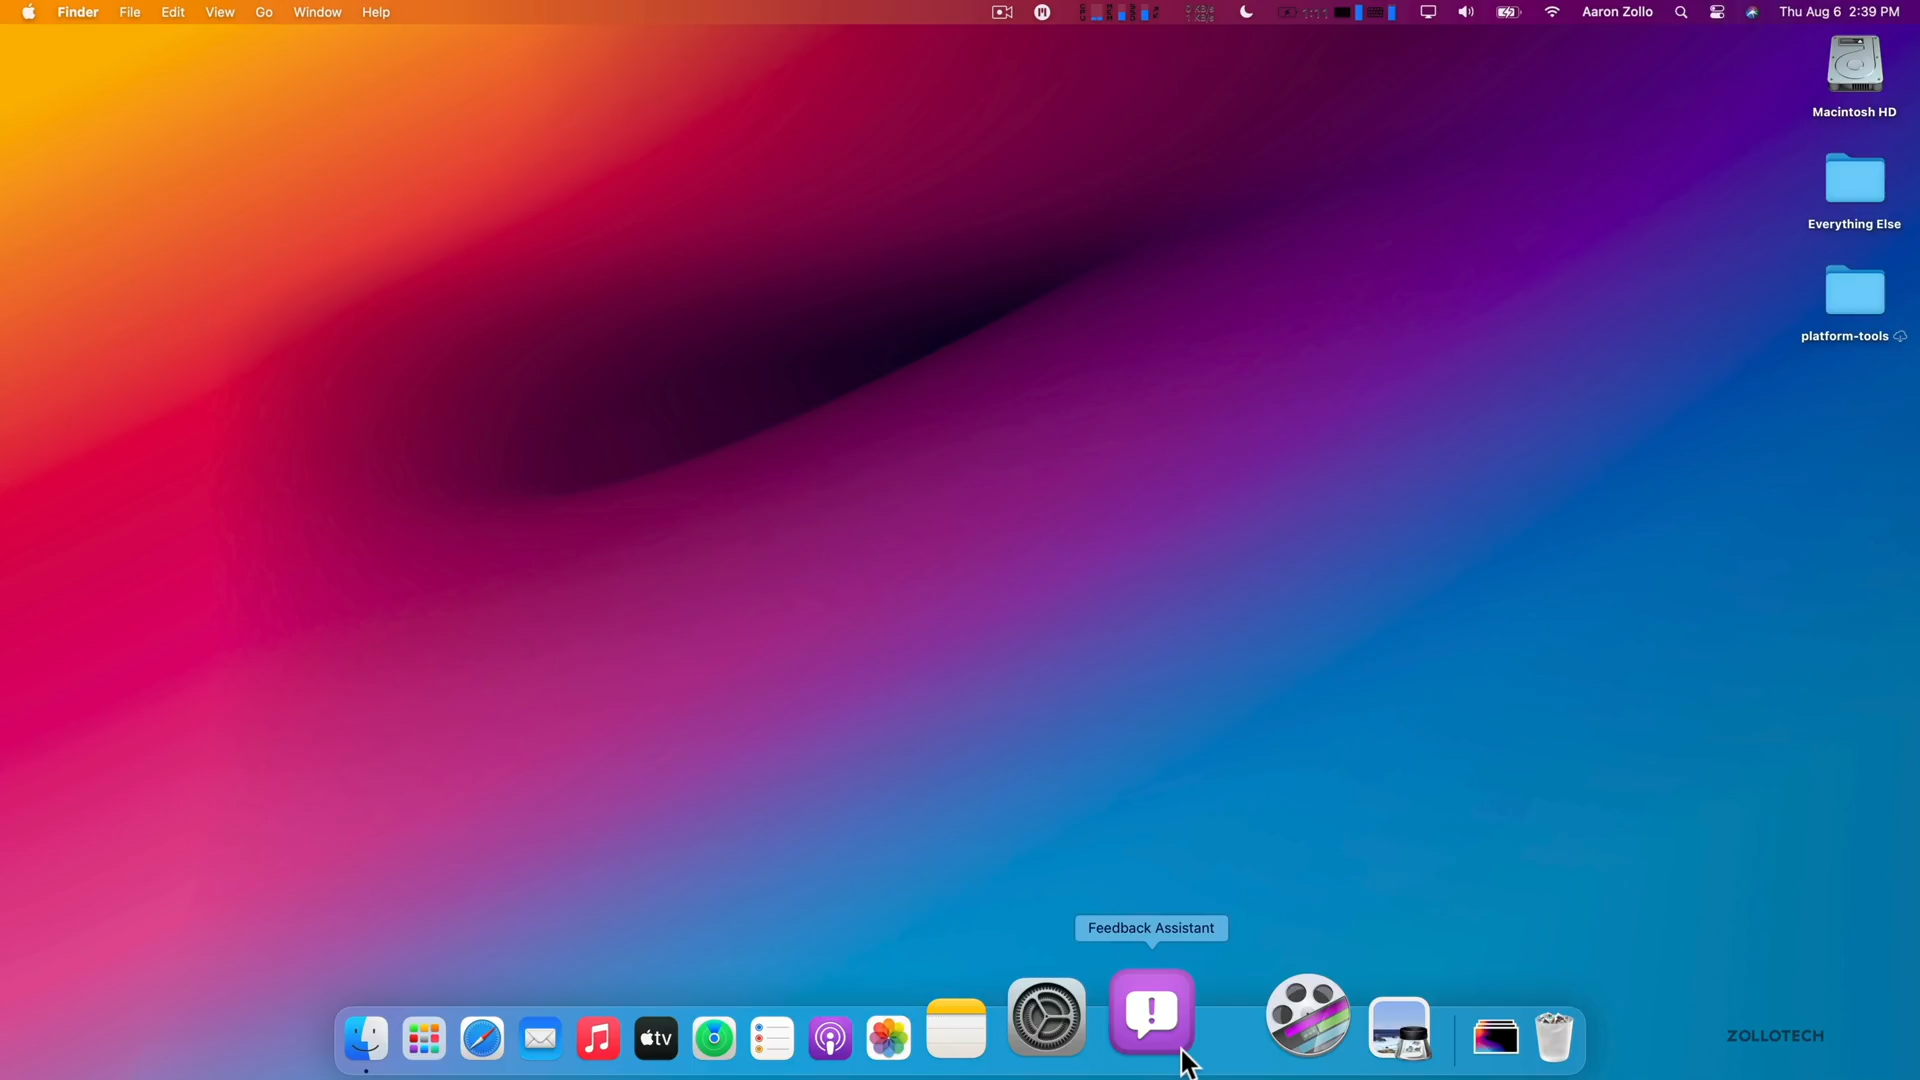 Finder File Edit View Go Window Help
Aaron Zollo Thu Aug 6 2:39 PM
Macintosh HD
Everything Else
platform-tools
Feedback Assistant
tv
ZOLLOTECH